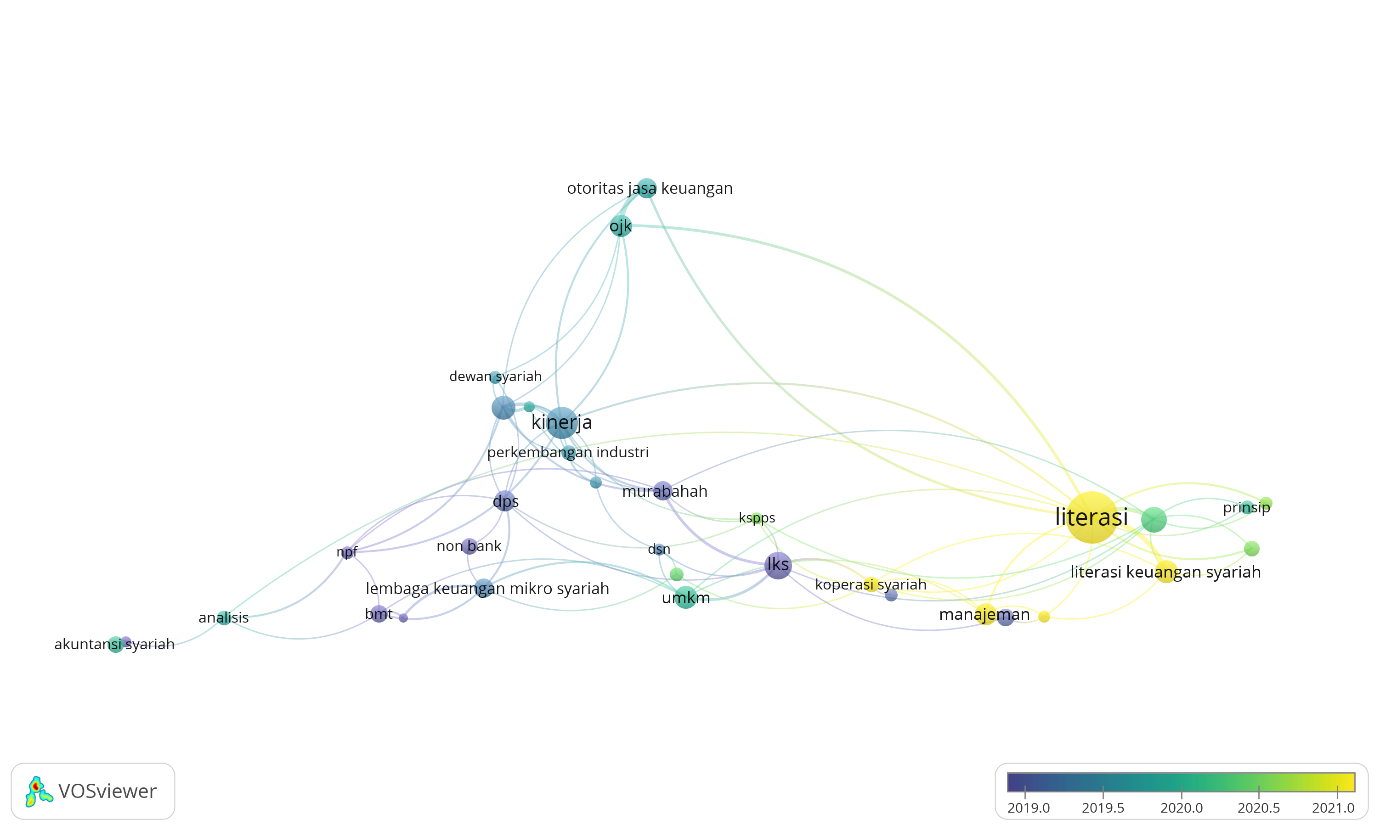 otoritas jasa keuangan
ojk
dewan syariah
kinerja
perkembangan industri
murabahah
dps
kspps
literasi
prinsip
non bank
npf
dsn
lks
literasi keuangan syariah
koperasi syariah
lembaga keuangan mikro syariah
umkm
bmt
manajeman
analisis
akuntansi syariah
VOSviewer
2019.0 2019.5 2020.0 2020.5 2021.0